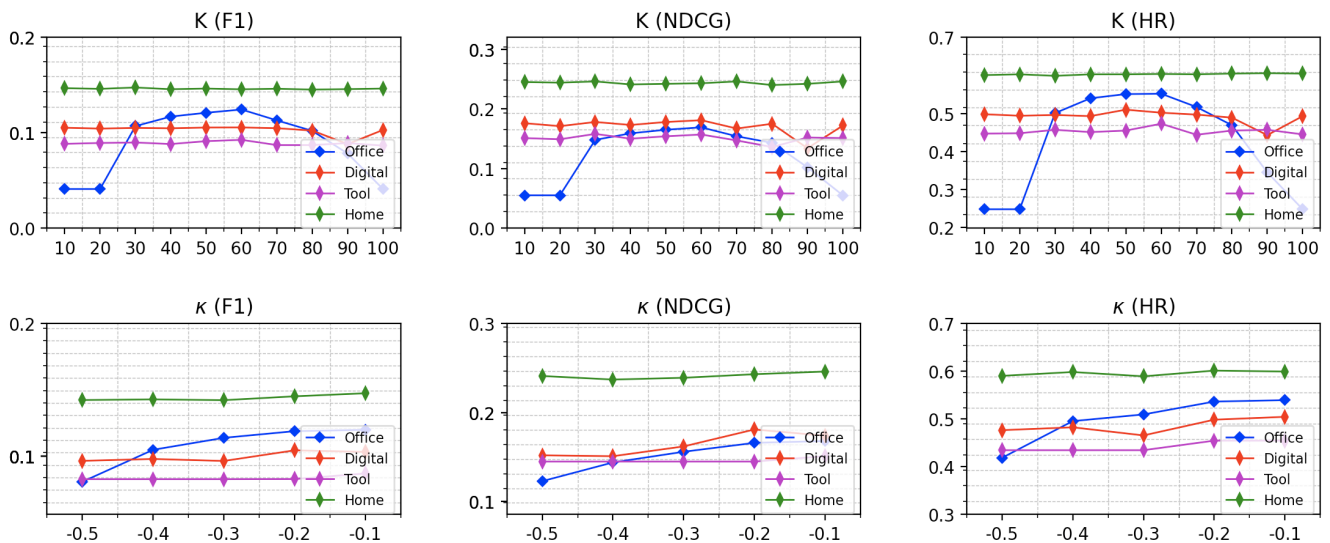 K (F1)
0.2
0.1
0.0
10 20 30 40 50 60 70 80 90 100
Office
Digital
Tool
Home
K (NDCG)
0.3
0.2
0.1
0.0
10 20 30 40 50 60 70 80 90 100
Office
Digital
Tool
Home
K (HR)
0.7
0.5
0.4
0.3
0.2
10 20 30 40 50 60 70 80 90 100
Office
Digital
Tool
Home
κ (F1)
0.2
0.1
-0.5 -0.4 -0.3 -0.2 -0.1
Office
Digital
Tool
Home
κ (NDCG)
0.3
0.2
0.1
-0.5 -0.4 -0.3 -0.2 -0.1
Office
Digital
Tool
Home
κ (HR)
0.7
0.6
0.5
0.4
0.3
-0.5 -0.4 -0.3 -0.2 -0.1
Office
Digital
Tool
Home